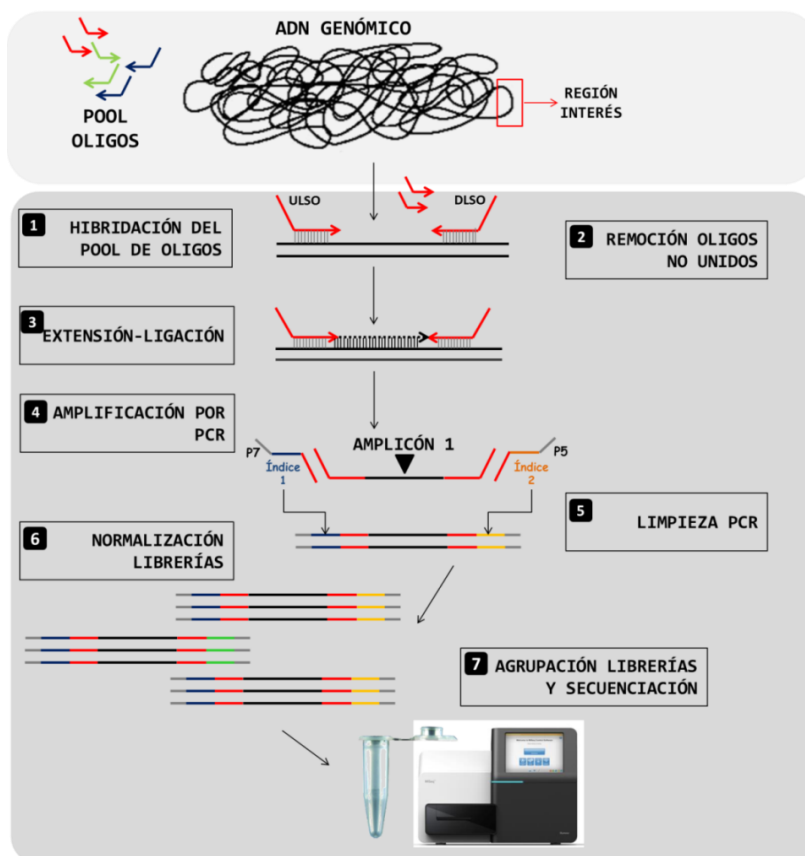 ADN GENÓMICO
POOL
OLIGOS
REGIÓN
INTERÉS
ULSO
DLSO
1 HIBRIDACIÓN DEL
POOL DE OLIGOS
2 REMOCIÓN OLIGOS
NO UNIDOS
3 EXTENSIÓN-LIGACIÓN
4 AMPLIFICACIÓN POR
PCR
AMPLICÓN 1
P7
Índice
1
P5
Índice
2
5 LIMPIEZA PCR
6 NORMALIZACIÓN
LIBRERÍAS
7 AGRUPACIÓN LIBRERÍAS
Y SECUENCIACIÓN